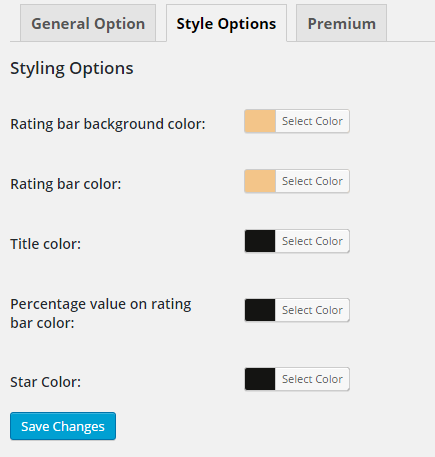 General Option Style Options Premium
Styling Options
Rating bar background color: Select Color
Rating bar color: Select Color
Title color: Select Color
Percentage value on rating
bar color: Select Color
Star Color: Select Color
Save Changes